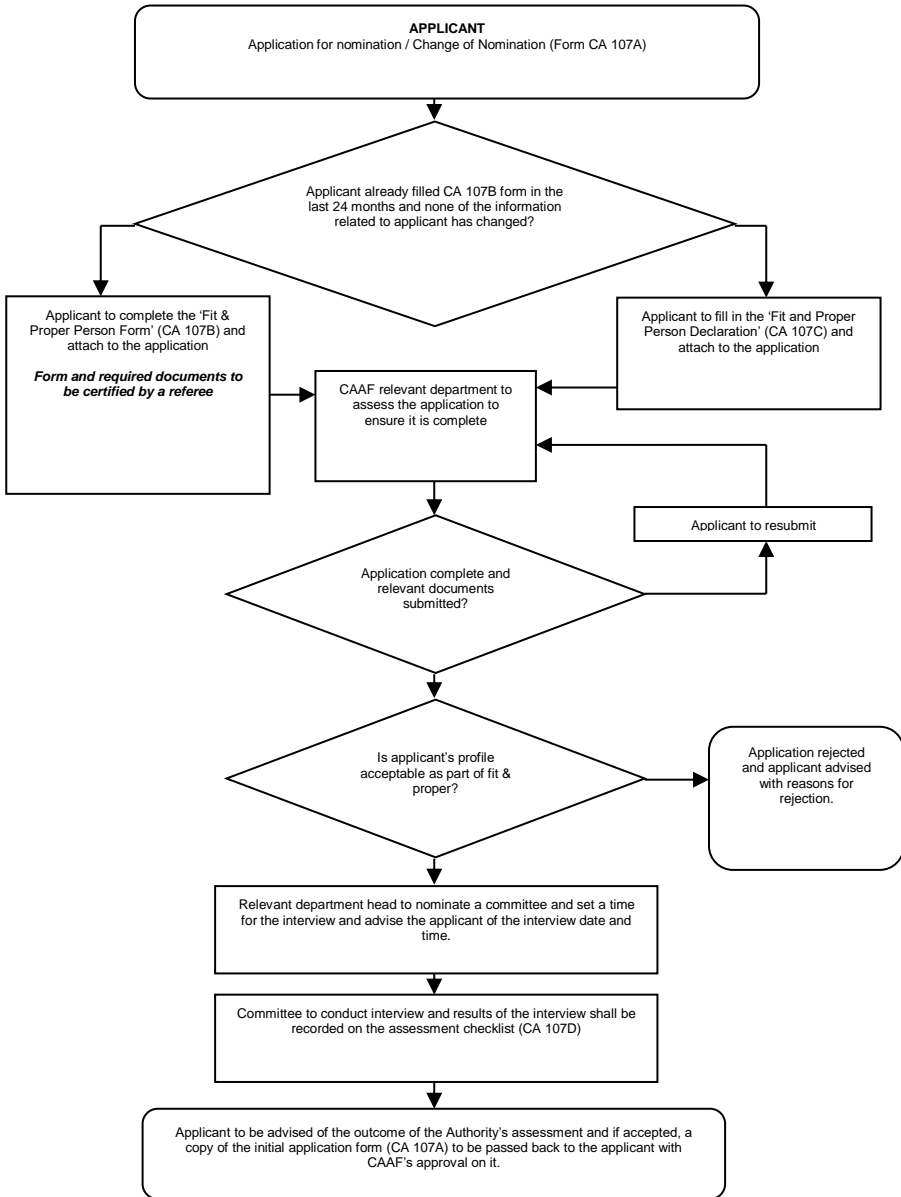 APPLICANT
Application for nomination / Change of Nomination (Form CA 107A)
Applicant already filled CA 107B form in the
last 24 months and none of the information
related to applicant has changed?
Applicant to complete the ‘Fit &
Proper Person Form’ (CA 107B) and
attach to the application
Form and required documents to
be certified by a referee
Applicant to fill in the ‘Fit and Proper
Person Declaration’ (CA 107C) and
attach to the application
CAAF relevant department to
assess the application to
ensure it is complete
Applicant to resubmit
Application complete and
relevant documents
submitted?
Is applicant’s profile
acceptable as part of fit &
proper?
Application rejected
and applicant advised
with reasons for
rejection.
Relevant department head to nominate a committee and set a time
for the interview and advise the applicant of the interview date and
time.
Committee to conduct interview and results of the interview shall be
recorded on the assessment checklist (CA 107D)
Applicant to be advised of the outcome of the Authority’s assessment and if accepted, a
copy of the initial application form (CA 107A) to be passed back to the applicant with
CAAF’s approval on it.